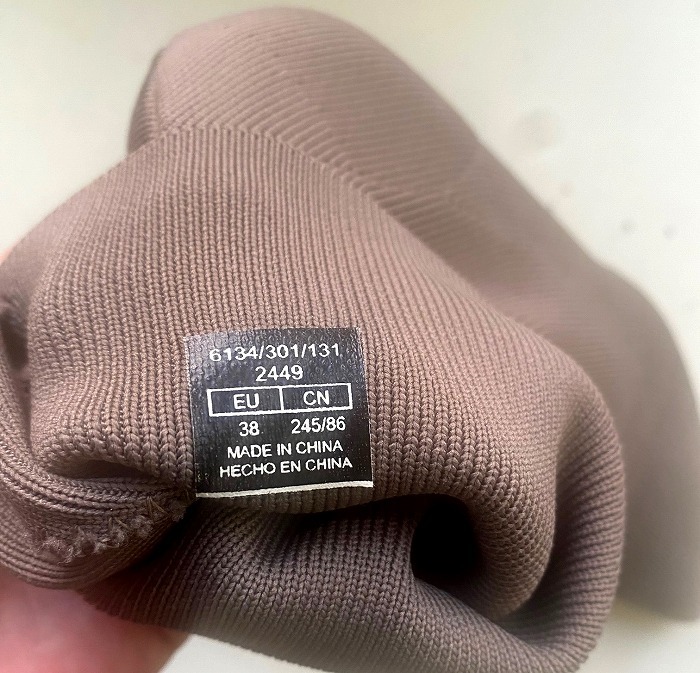 6134/301/131
2449
EU CN
38 245/86
MADE IN CHINA
HECHO EN CHINA